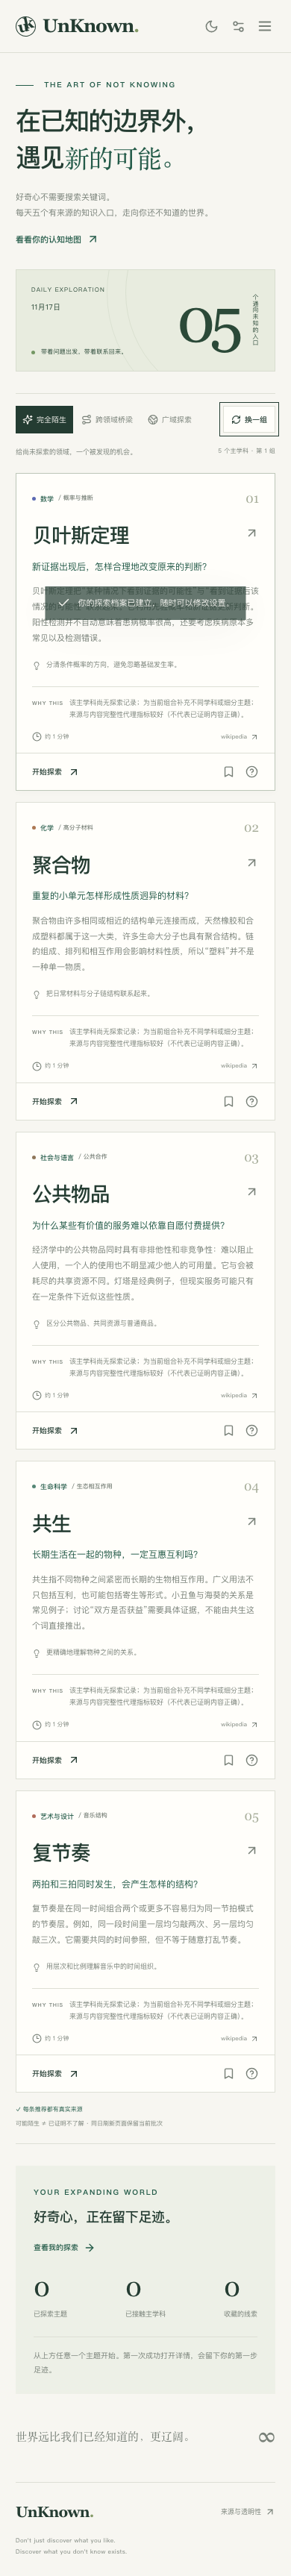 UnKnown.
THE ART OF NOT KNOWING
在已知的边界外，
遇见新的可能。
好奇心不需要搜索关键词。
每天五个有来源的知识入口，走向你还不知道的世界。
看看你的认知地图
DAILY EXPLORATION
11月17日
05
个通向未知的入口
带着问题出发，带着联系回来。
完全陌生
跨领域桥梁
广域探索
换一组
给尚未探索的领域，一个被发现的机会。
5 个主学科 · 第 1 组
数学 / 概率与推断
01
贝叶斯定理
新证据出现后，怎样合理地改变原来的判断?
你的探索档案已建立，随时可以修改设置。
阳性检测并不自动意味着患病概率很高，还要考虑疾病原本多
常见以及检测错误。
分清条件概率的方向，避免忽略基础发生率。
WHY THIS
该主学科尚无探索记录；为当前组合补充不同学科或细分主题；
来源与内容完整性代理指标较好（不代表已证明内容正确）。
约 1 分钟
wikipedia
开始探索
化学 / 高分子材料
02
聚合物
重复的小单元怎样形成性质迥异的材料?
聚合物由许多相同或相近的结构单元连接而成，天然橡胶和合
成塑料都属于这一大类，许多生命大分子也具有聚合结构。链
的组成、排列和相互作用会影响材料性质，所以“塑料”并不是
一种单一物质。
把日常材料与分子链结构联系起来。
WHY THIS
该主学科尚无探索记录；为当前组合补充不同学科或细分主题；
来源与内容完整性代理指标较好（不代表已证明内容正确）。
约 1 分钟
wikipedia
开始探索
社会与语言 / 公共合作
03
公共物品
为什么某些有价值的服务难以依靠自愿付费提供?
经济学中的公共物品同时具有非排他性和非竞争性：难以阻止
人使用，一个人的使用也不明显减少他人的可用量。它与会被
耗尽的共享资源不同。灯塔是经典例子，但现实服务可能只有
在一定条件下近似这些性质。
区分公共物品、共同资源与普通商品。
WHY THIS
该主学科尚无探索记录；为当前组合补充不同学科或细分主题；
来源与内容完整性代理指标较好（不代表已证明内容正确）。
约 1 分钟
wikipedia
开始探索
生命科学 / 生态相互作用
04
共生
长期生活在一起的物种，一定互惠互利吗?
共生指不同物种之间紧密而长期的生物相互作用。广义用法不
只包括互利，也可能包括寄生等形式。小丑鱼与海葵的关系是
常见例子；讨论“双方是否获益”需要具体证据，不能由共生这
个词直接推出。
更精确地理解物种之间的关系。
WHY THIS
该主学科尚无探索记录；为当前组合补充不同学科或细分主题；
来源与内容完整性代理指标较好（不代表已证明内容正确）。
约 1 分钟
wikipedia
开始探索
艺术与设计 / 音乐结构
05
复节奏
两拍和三拍同时发生，会产生怎样的结构?
复节奏是在同一时间组合两个或更多不容易归为同一节拍模式
的节奏层。例如，同一段时间里一层均匀敲两次、另一层均匀
敲三次。它需要共同的时间参照，但不等于随意打乱节奏。
用层次和比例理解音乐中的时间组织。
WHY THIS
该主学科尚无探索记录；为当前组合补充不同学科或细分主题；
来源与内容完整性代理指标较好（不代表已证明内容正确）。
约 1 分钟
wikipedia
开始探索
每条推荐都有真实来源
可能陌生 ≠ 已证明不了解 · 同日刷新页面保留当前批次
YOUR EXPANDING WORLD
好奇心，正在留下足迹。
查看我的探索
0
0
0
已探索主题
已接触主学科
收藏的线索
从上方任意一个主题开始。第一次成功打开详情，会留下你的第一步
足迹。
世界远比我们已经知道的，更辽阔。
∞
UnKnown.
来源与透明性
Don't just discover what you like.
Discover what you don't know exists.